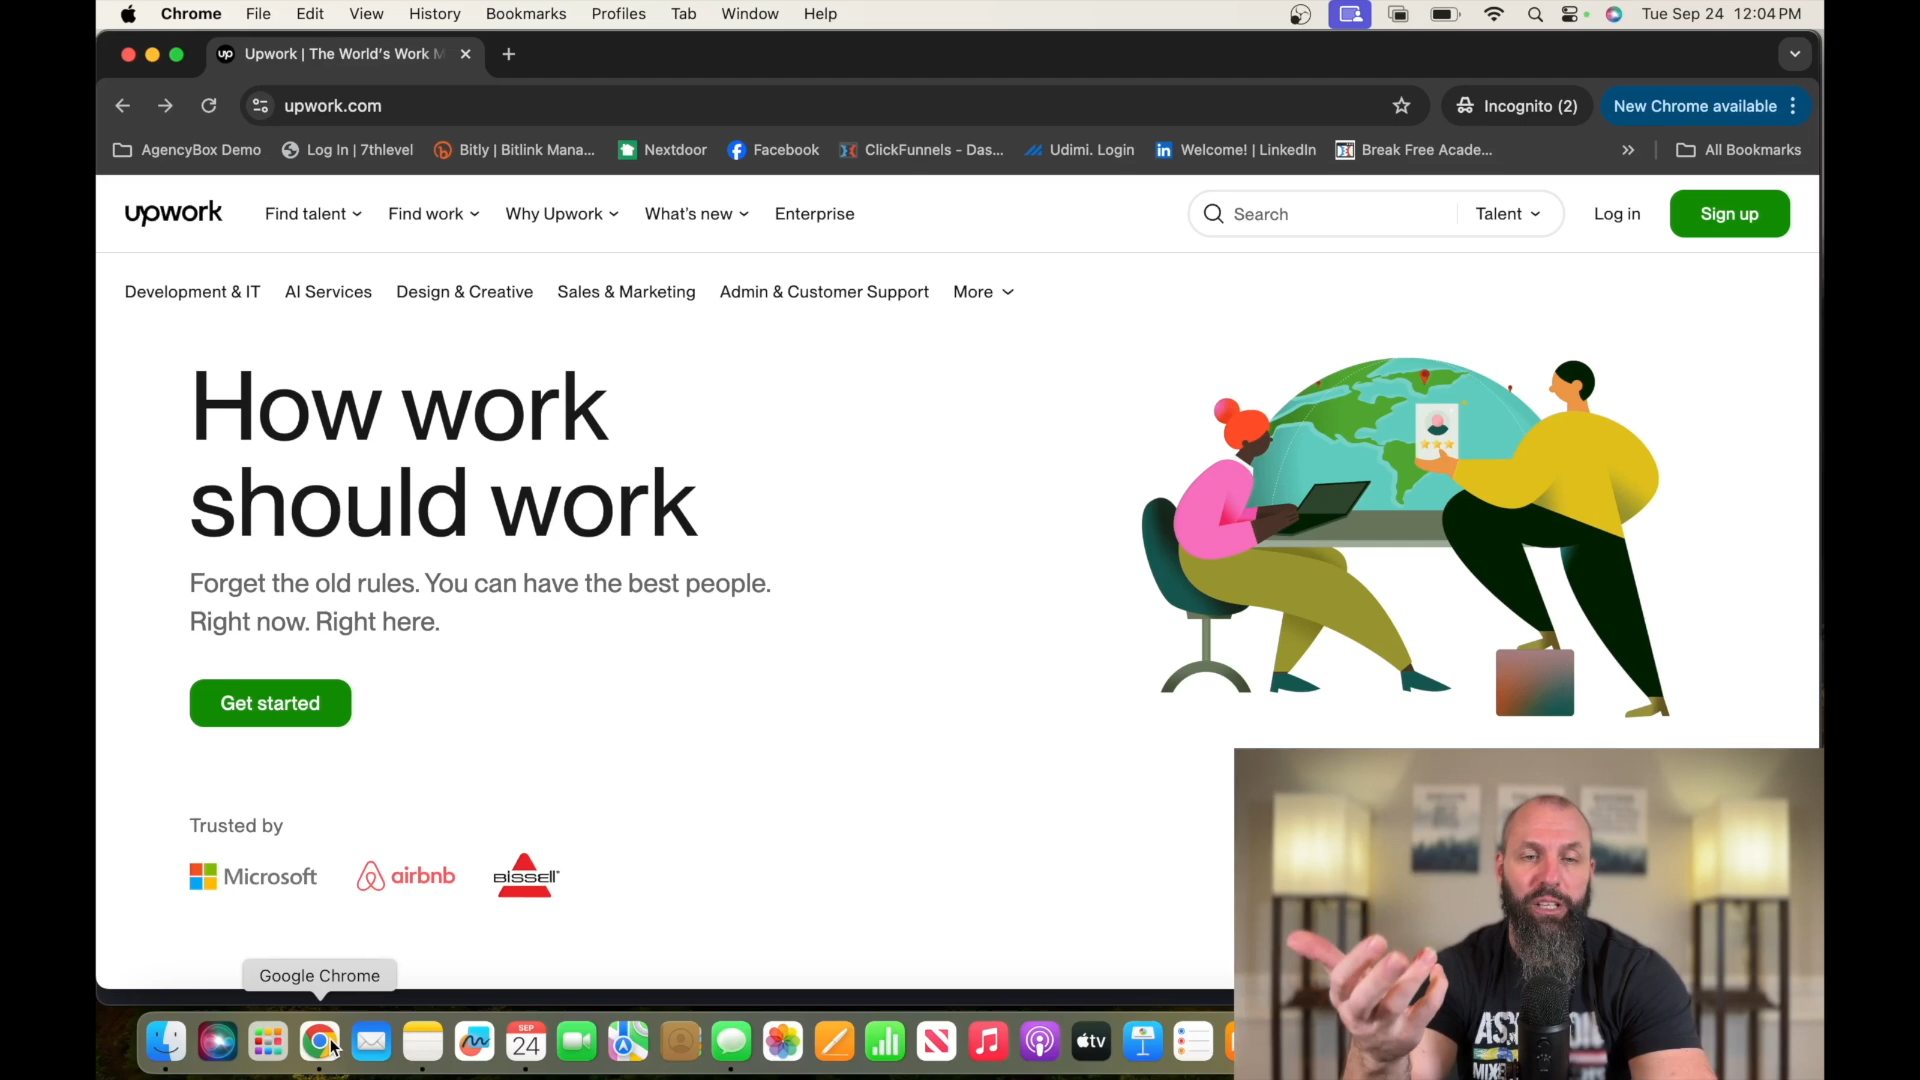 Chrome File Edit View History Bookmarks Profiles Tab Window Help Tue Sep 24 12:04 PM
Upwork | The World's Work M
upwork.com Incognito (2) New Chrome available
AgencyBox Demo Log In | 7thlevel Bitly | Bitlink Mana... Nextdoor Facebook ClickFunnels - Das... Udimi. Login Welcome! | LinkedIn Break Free Acade... All Bookmarks
upwork Find talent Find work Why Upwork What's new Enterprise Search Talent Log in Sign up
Development & IT AI Services Design & Creative Sales & Marketing Admin & Customer Support More
How work
should work
Forget the old rules. You can have the best people.
Right now. Right here.
Get started
Trusted by
Microsoft airbnb BISSELL
Google Chrome
SEP
24
tv